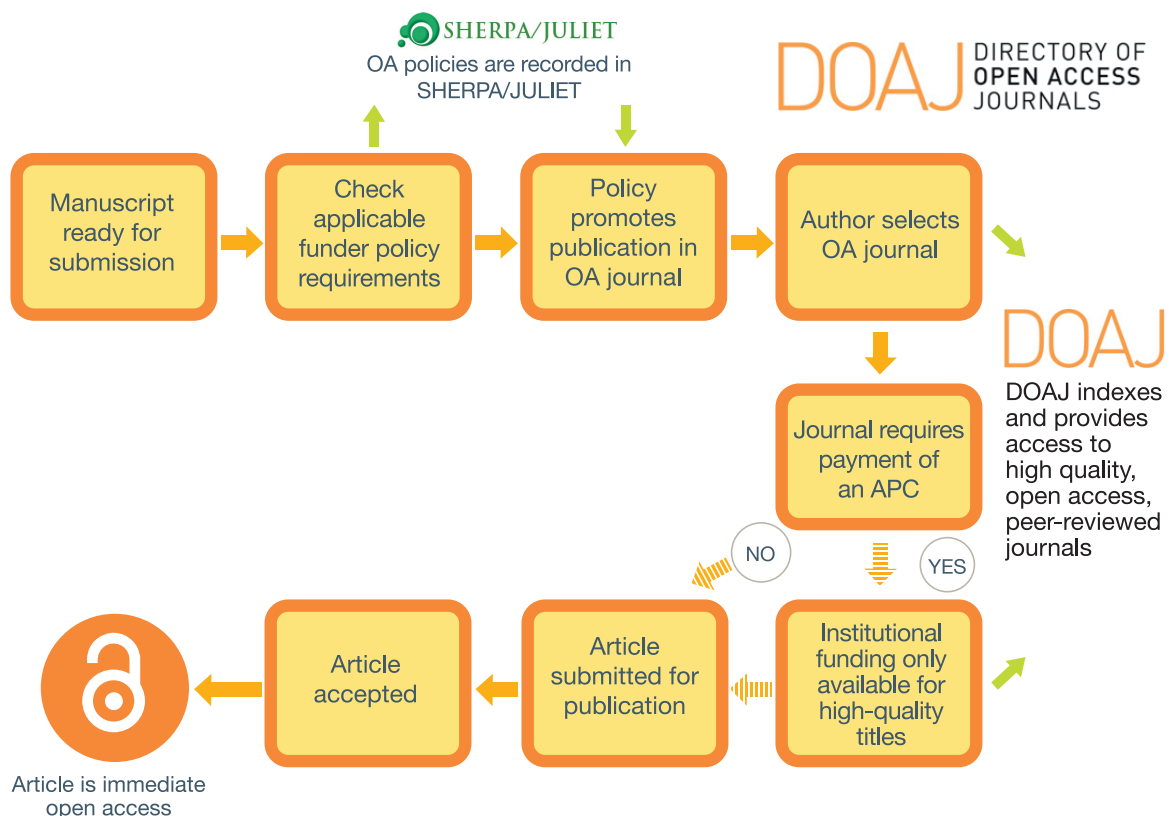 SHERPA/JULIET
OA policies are recorded in
SHERPA/JULIET
DOAJ
DIRECTORY OF
OPEN ACCESS
JOURNALS
Manuscript
ready for
submission
Check
applicable
funder policy
requirements
Policy
promotes
publication in
OA journal
Author selects
OA journal
DOAJ
DOAJ indexes
and provides
access to
high quality,
open access,
peer-reviewed
journals
Journal requires
payment of
an APC
NO
YES
Institutional
funding only
available for
high-quality
titles
Article
submitted for
publication
Article
accepted
Article is immediate
open access